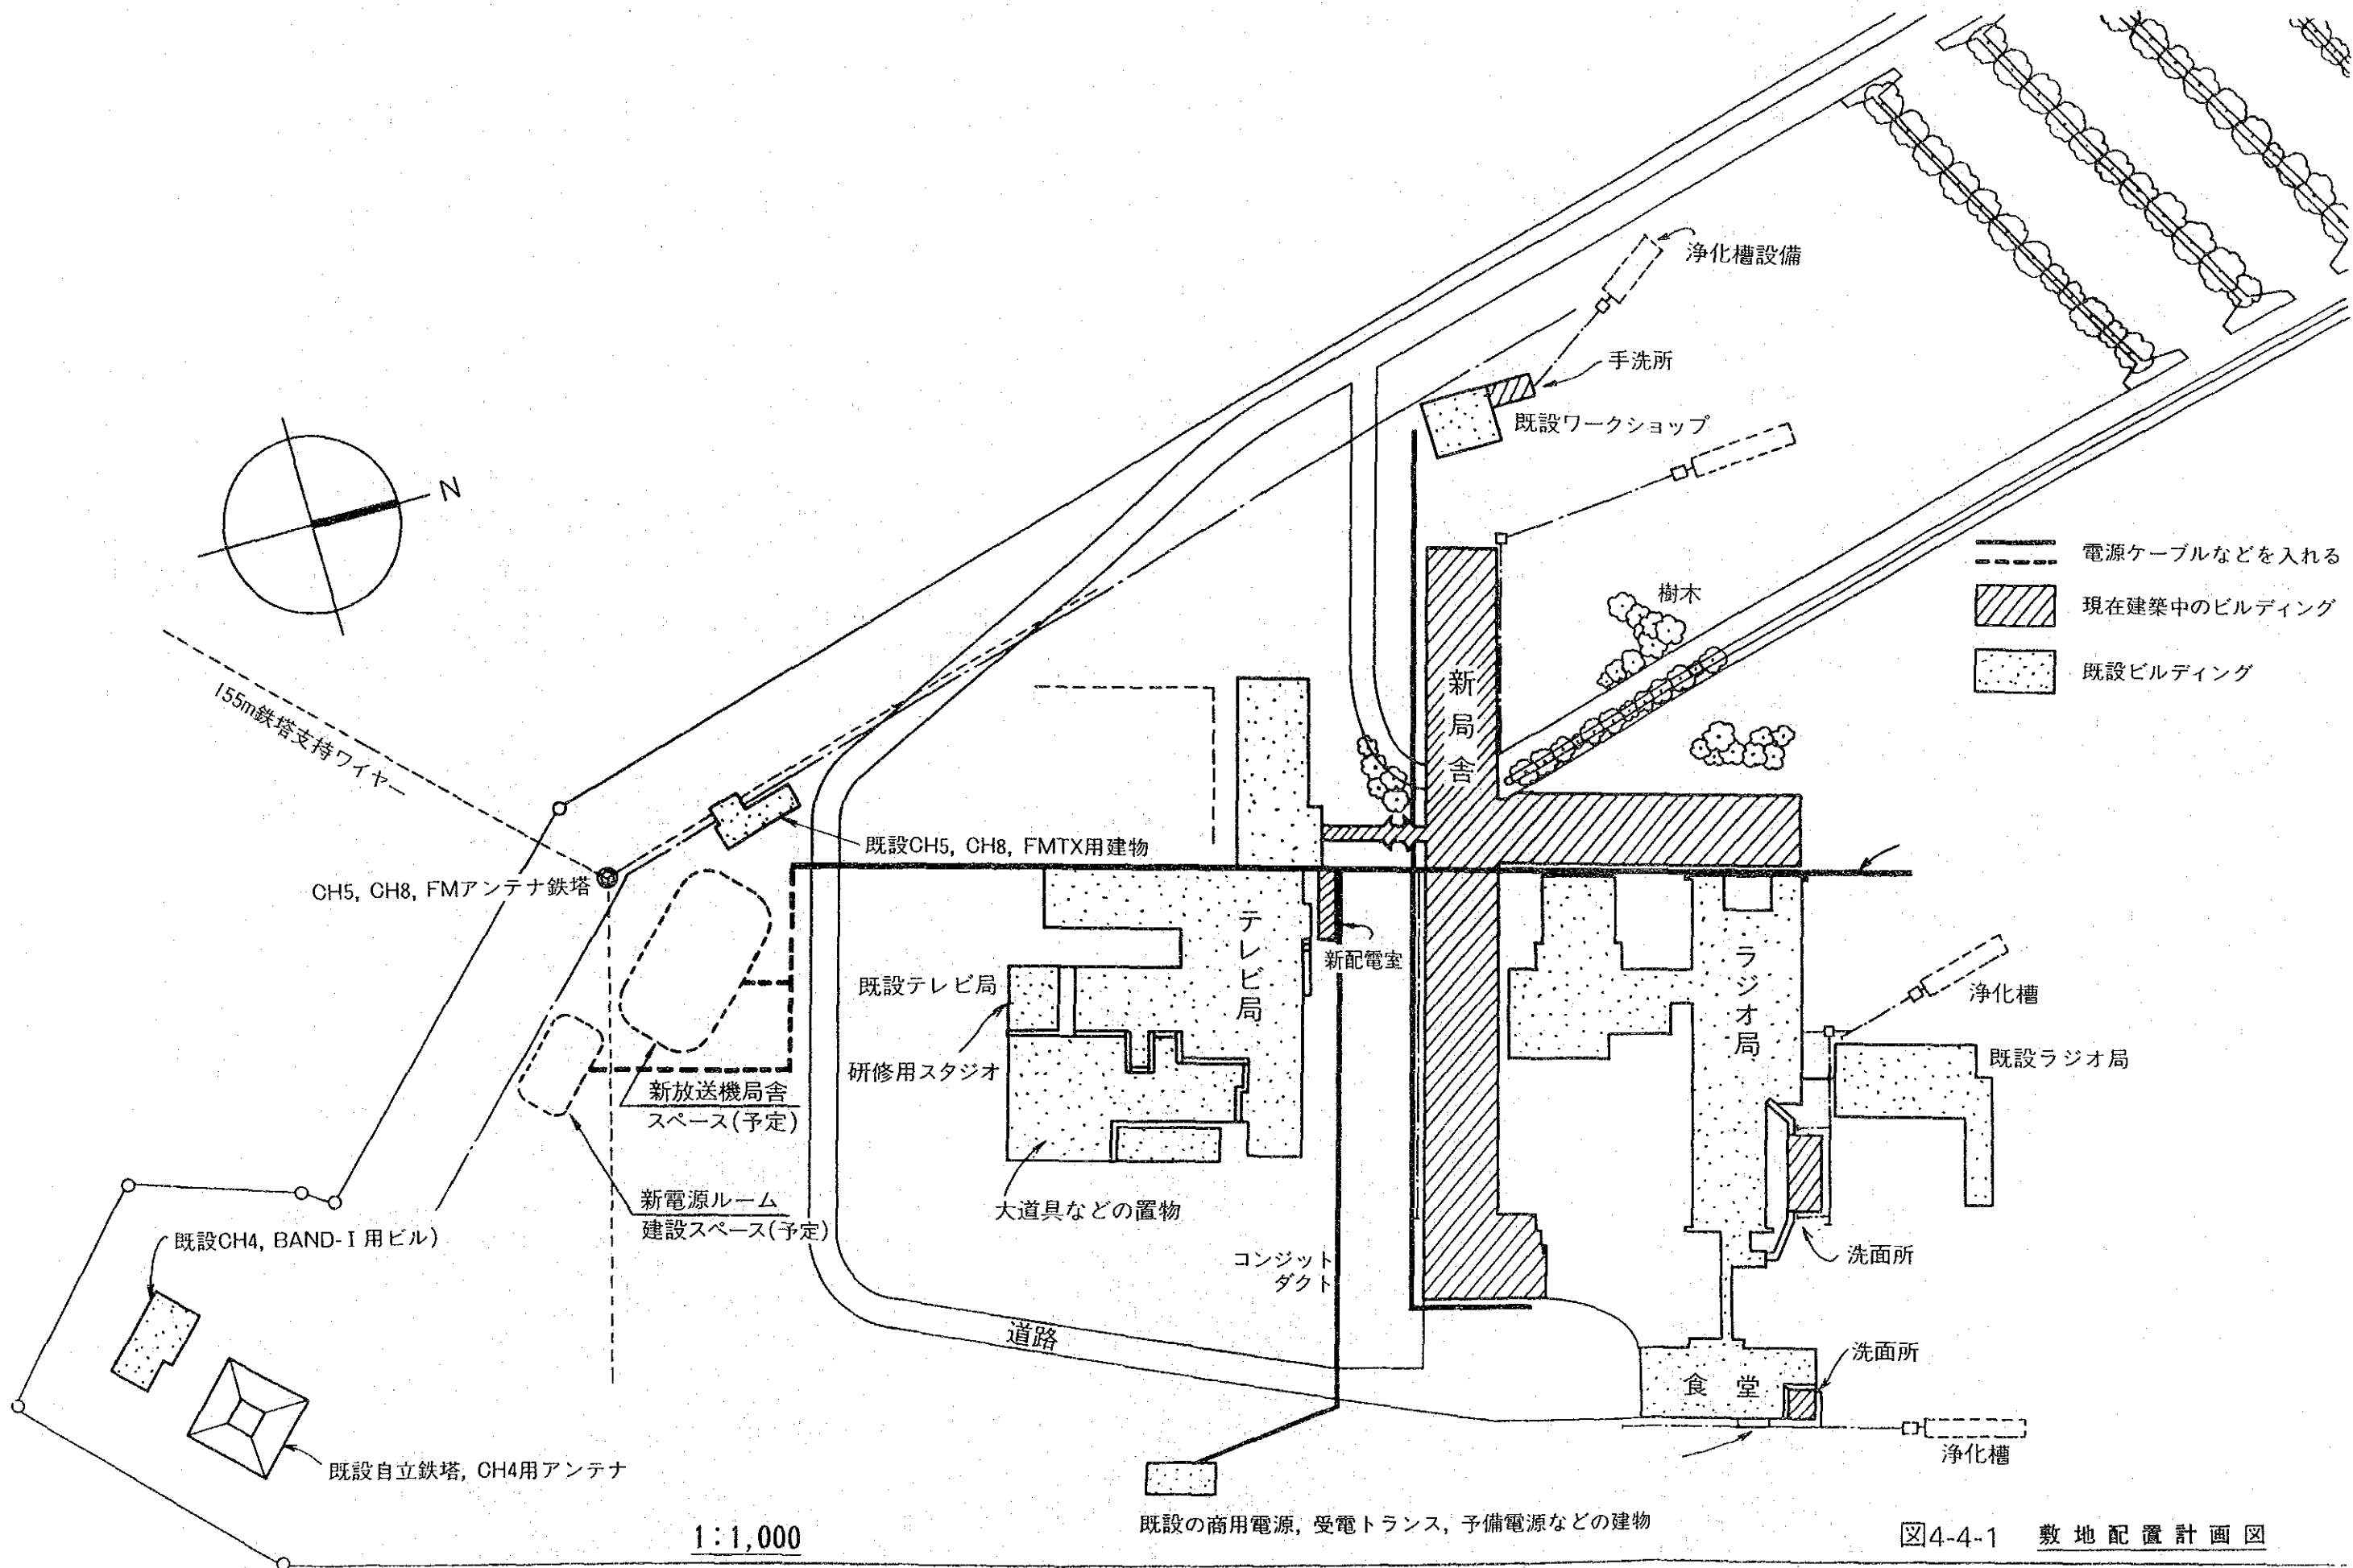 浄化槽設備
手洗所
既設ワークショップ
N
電源ケーブルなどを入れる
現在建築中のビルディング
既設ビルディング
樹木
新局舎
155m鉄塔支持ワイヤー
既設CH5, CH8, FMTX用建物
CH5, CH8, FMアンテナ鉄塔
テレビ局
新配電室
ラジオ局
浄化槽
既設テレビ局
研修用スタジオ
既設ラジオ局
新放送機局舎
スペース(予定)
新電源ルーム
建設スペース(予定)
大道具などの置物
コンジット
ダクト
洗面所
既設CH4, BAND-I用ビル)
道路
洗面所
食堂
浄化槽
既設自立鉄塔, CH4用アンテナ
既設の商用電源, 受電トランス, 予備電源などの建物
1:1,000
図4-4-1 敷地配置計画図